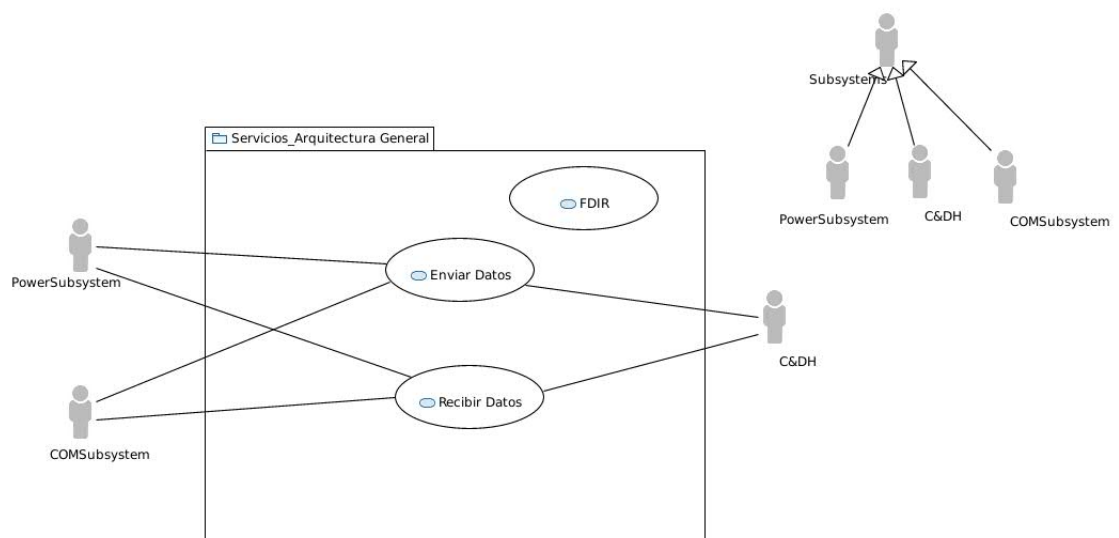 Subsystems
Servicios_Arquitectura General
FDIR
PowerSubsystem
C&DH
COMSubsystem
Enviar Datos
PowerSubsystem
C&DH
Recibir Datos
COMSubsystem